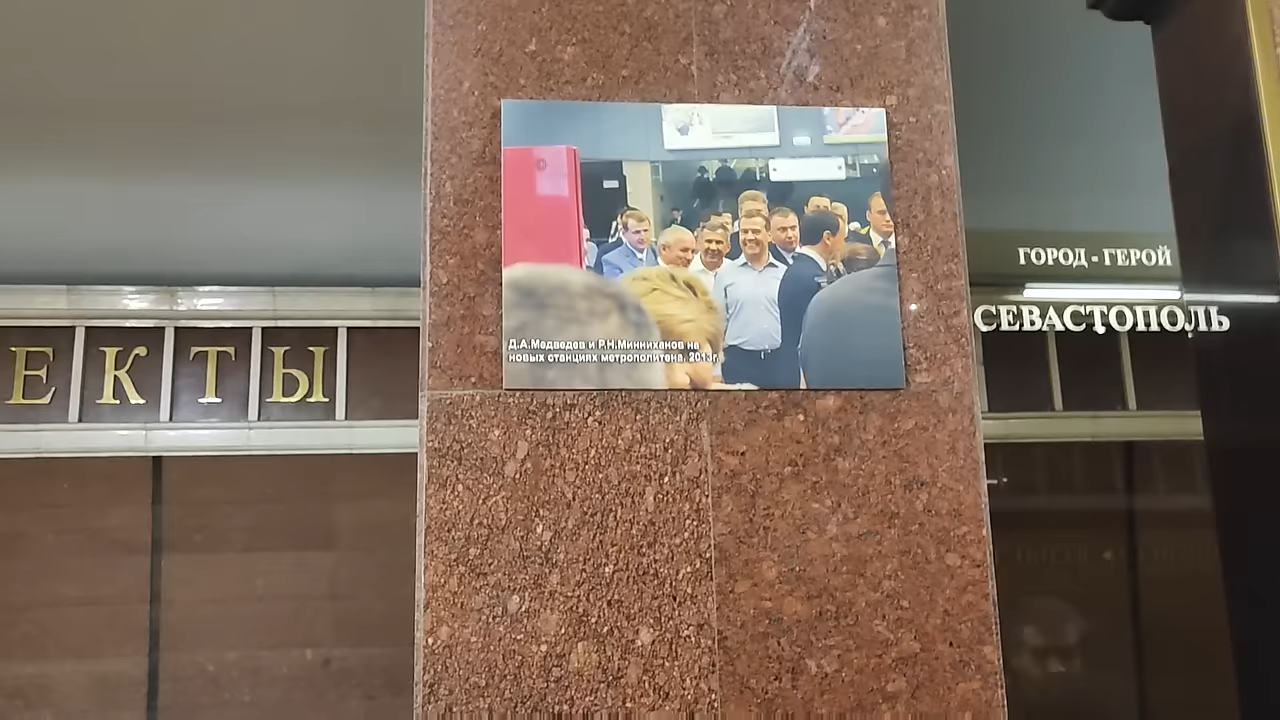 ЕКТЫ
Д.А.Медведев и Р.Н.Минниханов на
новых станциях метрополитена. 2013г.
ГОРОД - ГЕРОЙ
СЕВАСТОПОЛЬ